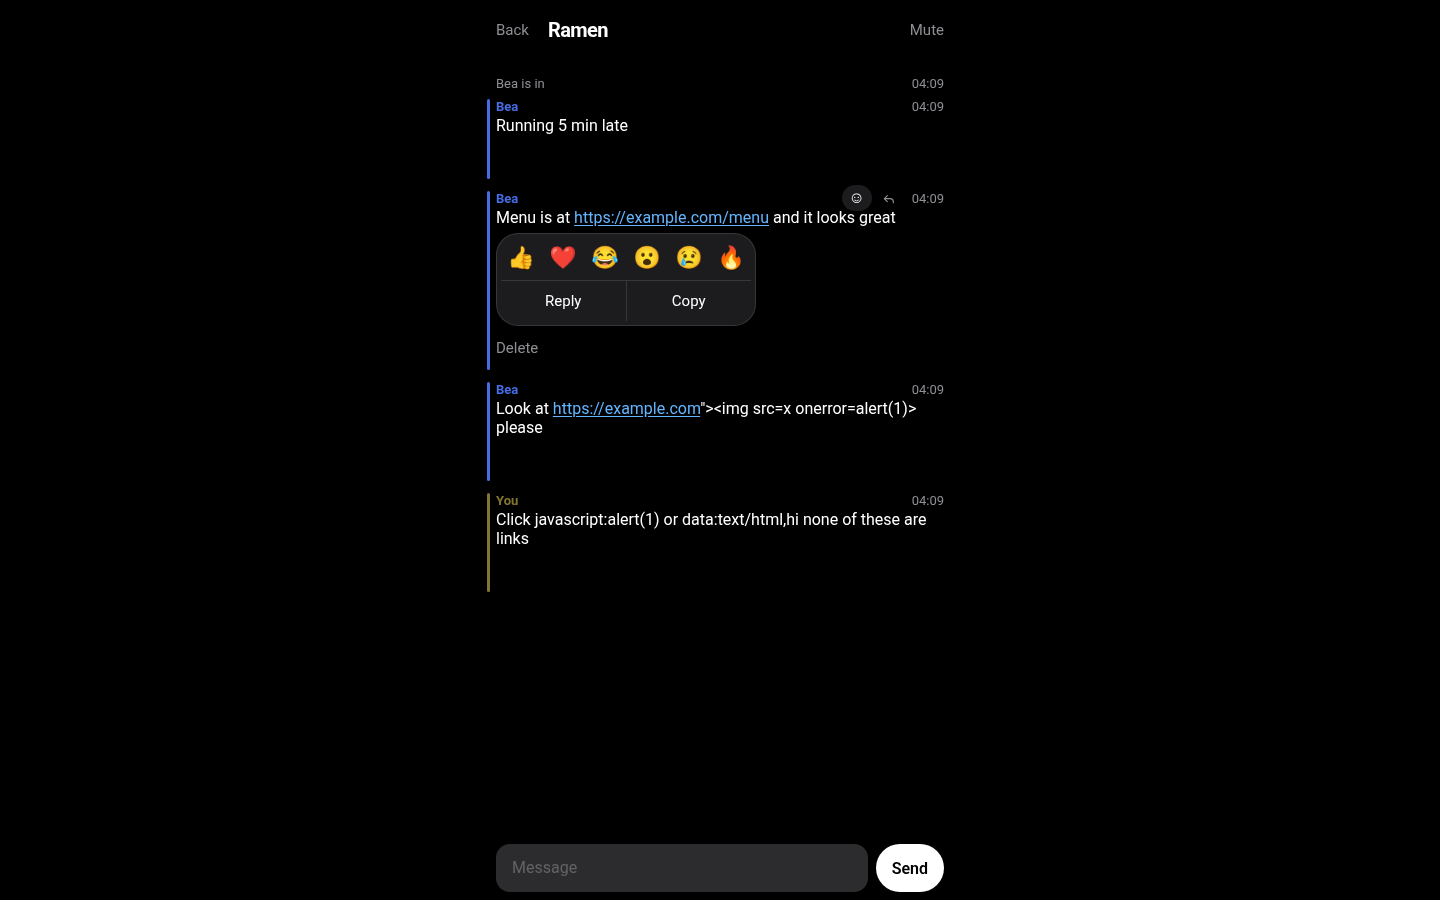 Back Ramen Mute
Bea is in 04:09
Bea 04:09
Running 5 min late
Bea 04:09
Menu is at https://example.com/menu and it looks great
👍 ❤️ 😂 😮 😢 🔥
Reply Copy
Delete
Bea 04:09
Look at https://example.com"><img src=x onerror=alert(1)>
please
You 04:09
Click javascript:alert(1) or data:text/html,hi none of these are
links
Message Send